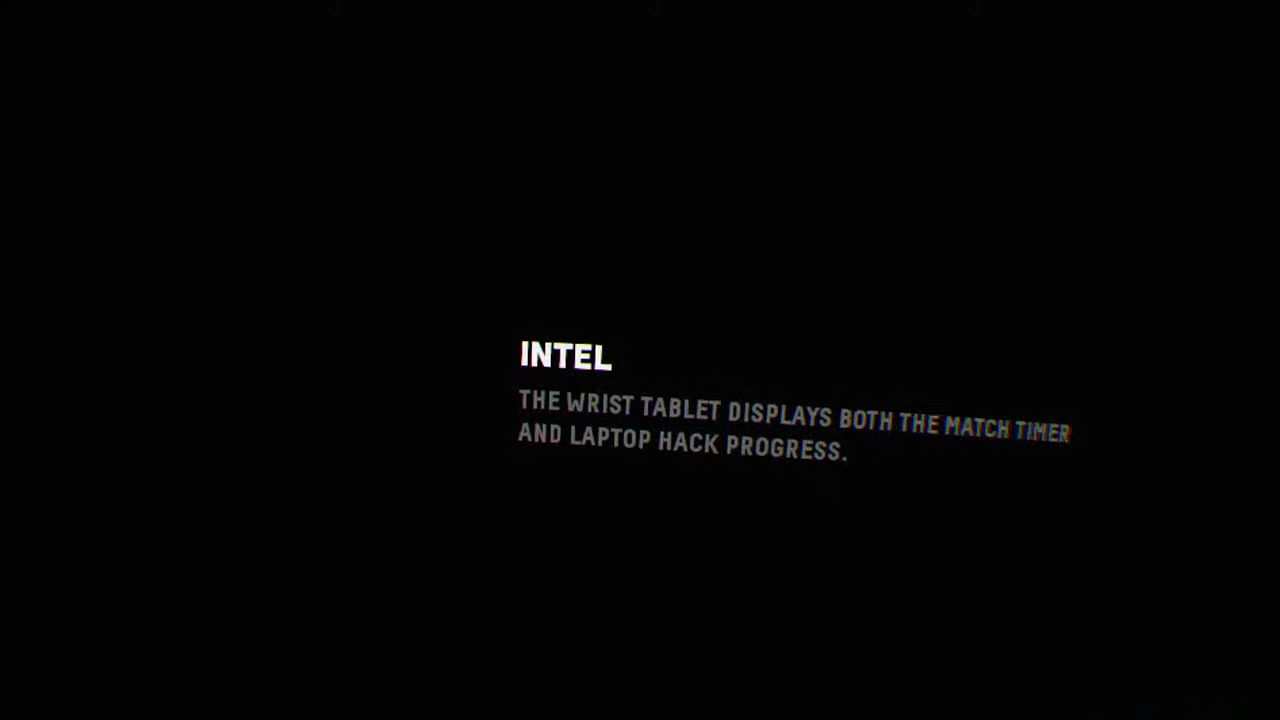 INTEL
THE WRIST TABLET DISPLAYS BOTH THE MATCH TIMER
AND LAPTOP HACK PROGRESS.